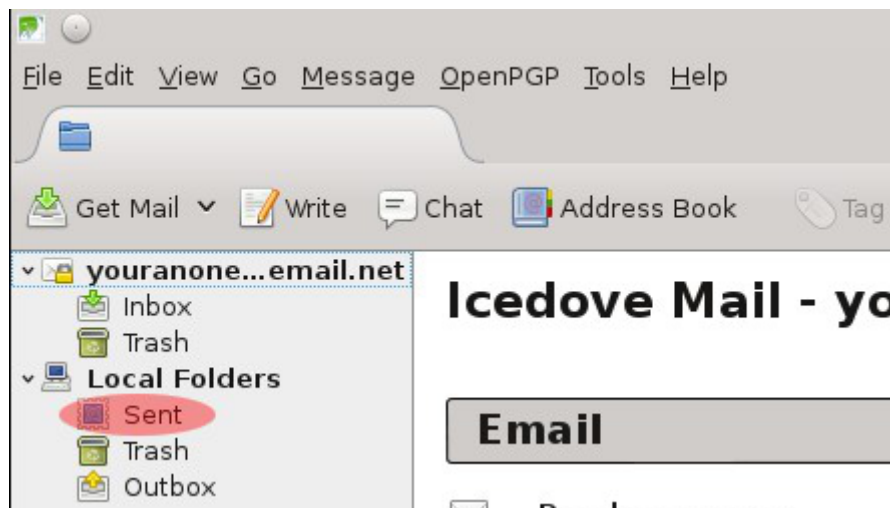 File Edit View Go Message OpenPGP Tools Help
Get Mail Write Chat Address Book Tag
youranone...email.net
Inbox
Trash
Local Folders
Sent
Trash
Outbox
Icedove Mail - yo
Email